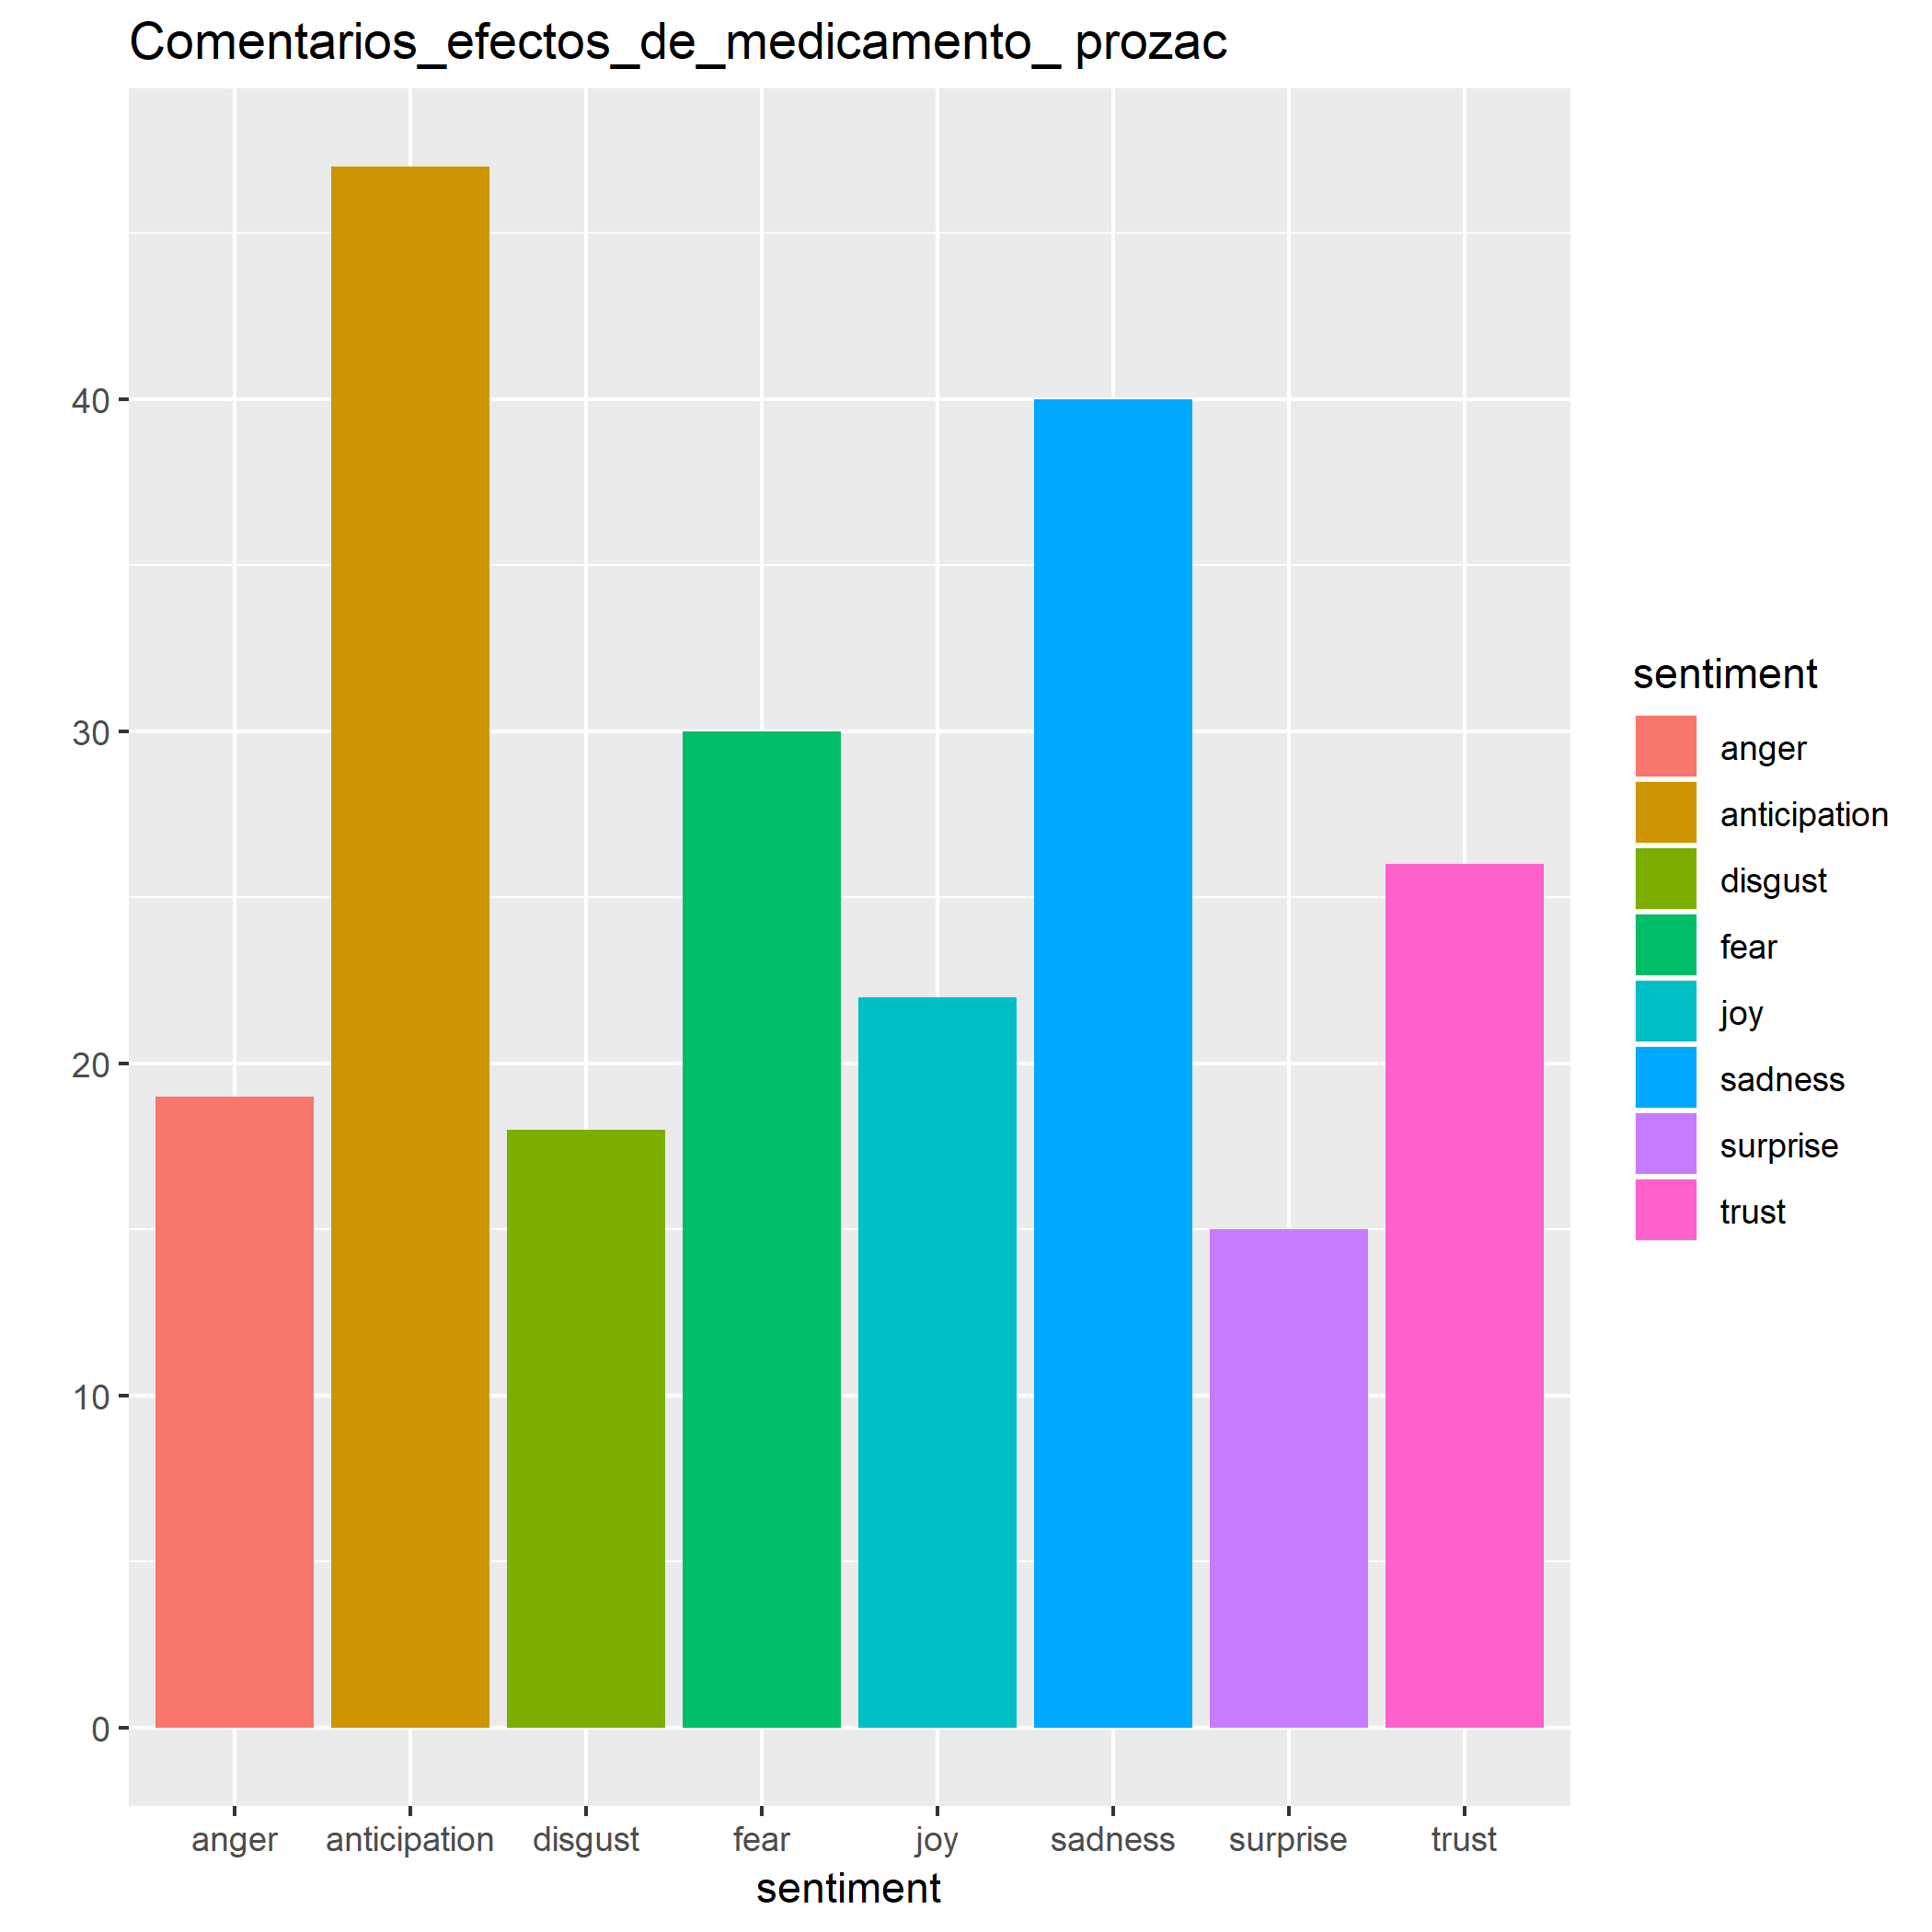 Comentarios_efectos_de_medicamento_ prozac
40
30
20
10
0
anger anticipation disgust fear joy sadness surprise trust
sentiment
sentiment
anger
anticipation
disgust
fear
joy
sadness
surprise
trust